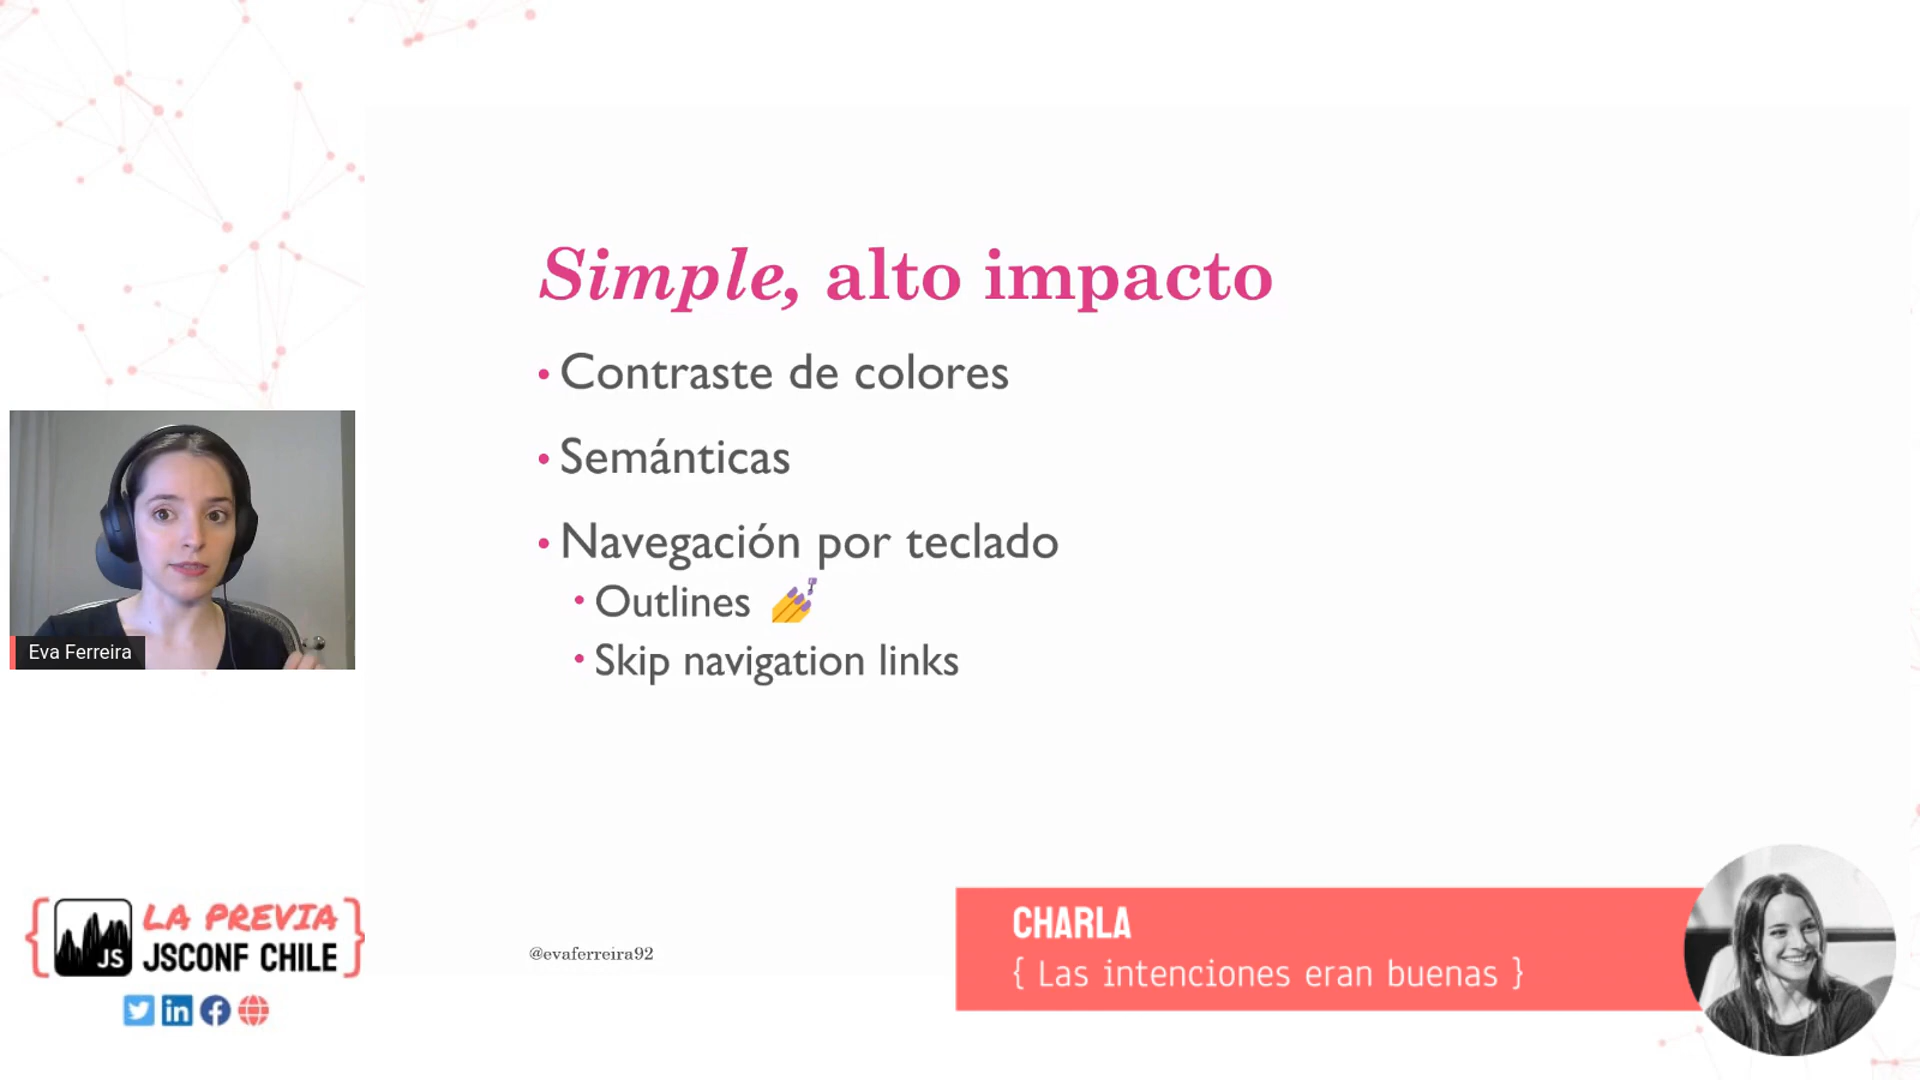 Simple, alto impacto
• Contraste de colores
• Semánticas
• Navegación por teclado
• Outlines 💅
• Skip navigation links
Eva Ferreira
{ JS LA PREVIA
JSCONF CHILE }
@evaferreira92
CHARLA
{ Las intenciones eran buenas }